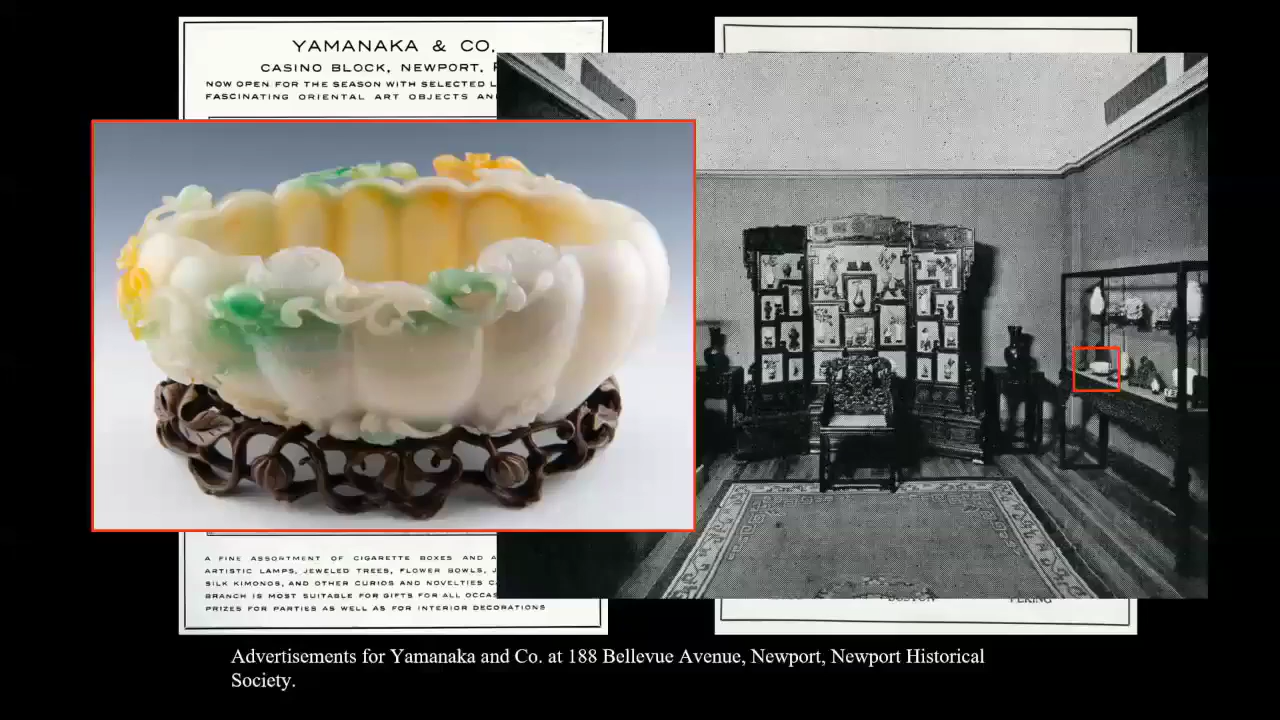 YAMANAKA & CO.
CASINO BLOCK, NEWPORT,
NOW OPEN FOR THE SEASON WITH SELECTED
FASCINATING ORIENTAL ART OBJECTS
A FINE ASSORTMENT OF CIGARETTE BOXES AND
ARTISTIC LAMPS, JEWELED TREES, FLOWER BOWLS,
SILK KIMONOS, AND OTHER CURIOS AND NOVELTIES
BRANCH IS MOST SUITABLE FOR GIFTS FOR ALL
PRIZES FOR PARTIES AS WELL AS FOR INTERIOR DECORATIONS
BOSTON PEKING
Advertisements for Yamanaka and Co. at 188 Bellevue Avenue, Newport, Newport Historical
Society.